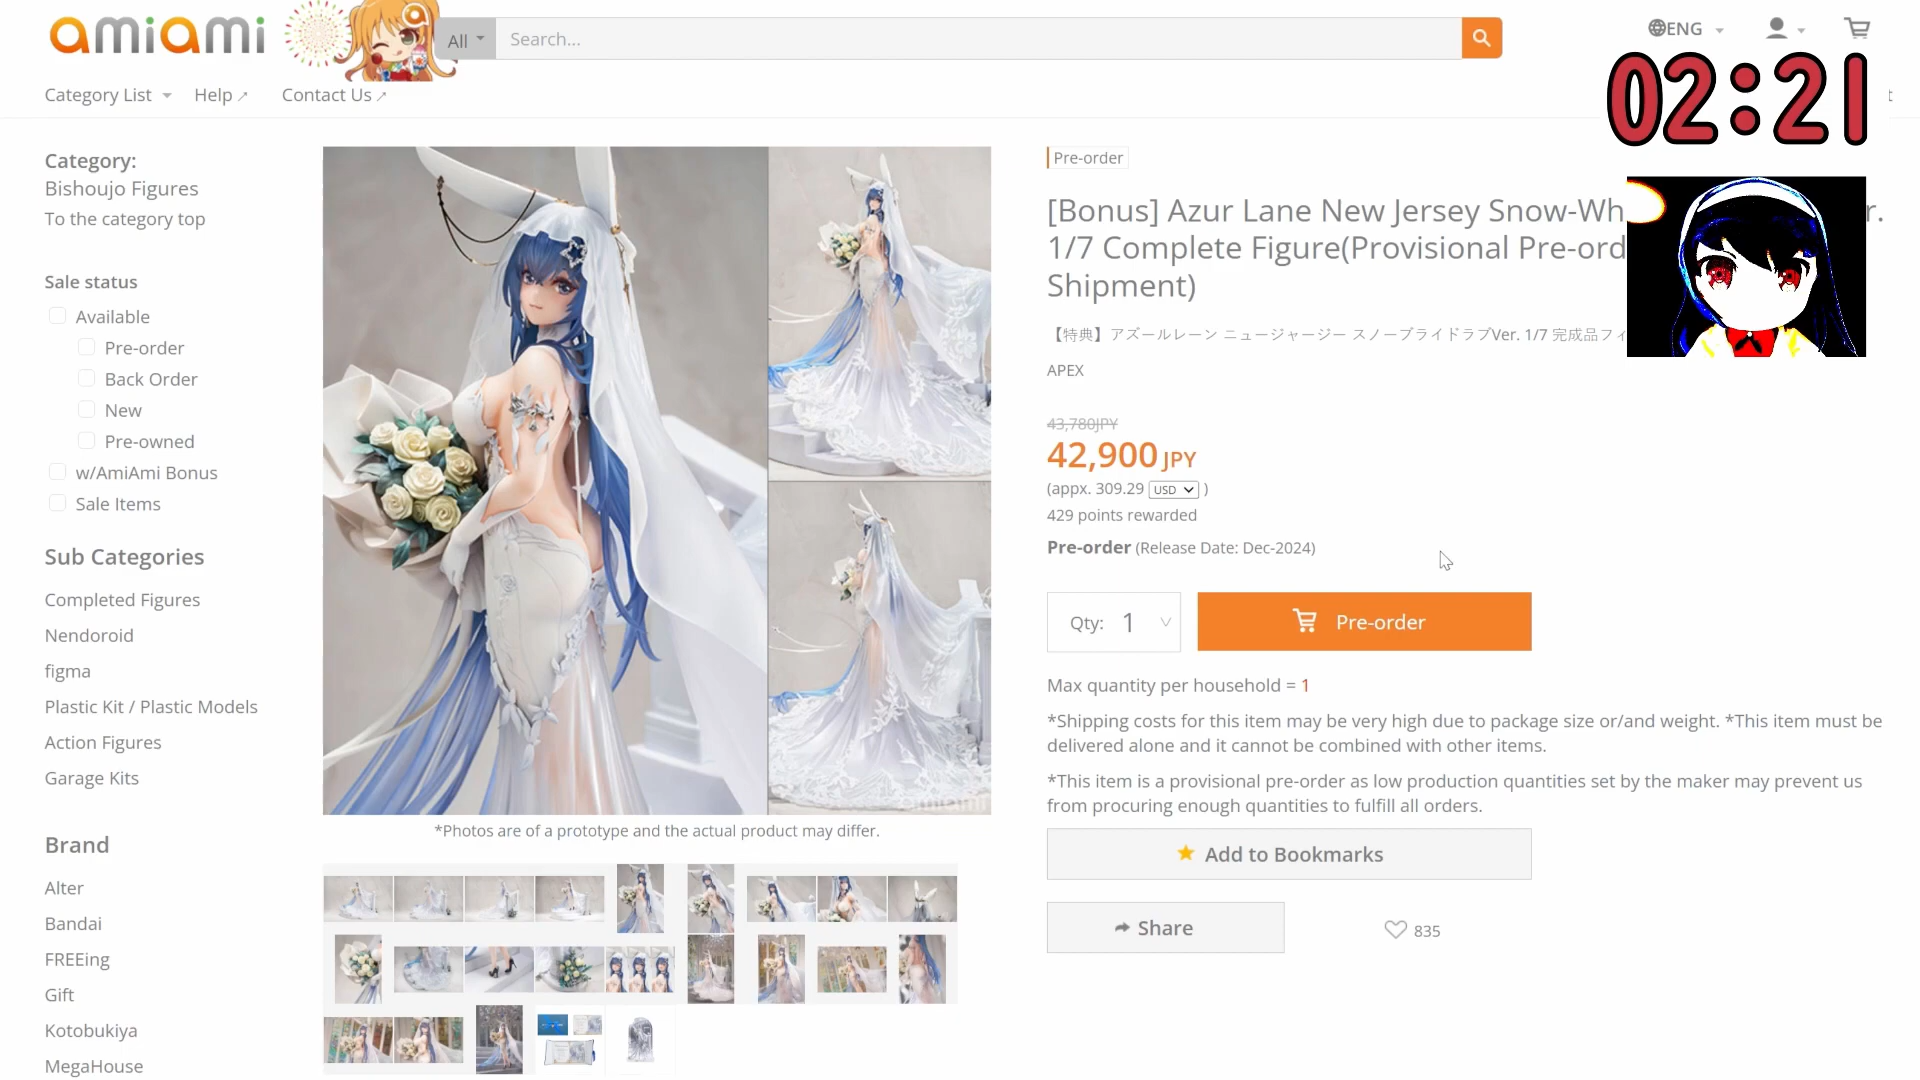 amiami
All
Search...
ENG
Category List
Help
Contact Us
02:21
Category:
Bishoujo Figures
To the category top
Sale status
Available
Pre-order
Back Order
New
Pre-owned
w/AmiAmi Bonus
Sale Items
Sub Categories
Completed Figures
Nendoroid
figma
Plastic Kit / Plastic Models
Action Figures
Garage Kits
Brand
Alter
Bandai
FREEing
Gift
Kotobukiya
MegaHouse
amiami
*Photos are of a prototype and the actual product may differ.
Pre-order
[Bonus] Azur Lane New Jersey Snow-Wh r.
1/7 Complete Figure(Provisional Pre-ord
Shipment)
【特典】アズールレーン ニュージャージー スノーブライドラブVer. 1/7 完成品フィ
APEX
43,780JPY
42,900 JPY
(appx. 309.29 USD )
429 points rewarded
Pre-order (Release Date: Dec-2024)
Qty: 1
Pre-order
Max quantity per household = 1
*Shipping costs for this item may be very high due to package size or/and weight. *This item must be
delivered alone and it cannot be combined with other items.
*This item is a provisional pre-order as low production quantities set by the maker may prevent us
from procuring enough quantities to fulfill all orders.
Add to Bookmarks
Share
835